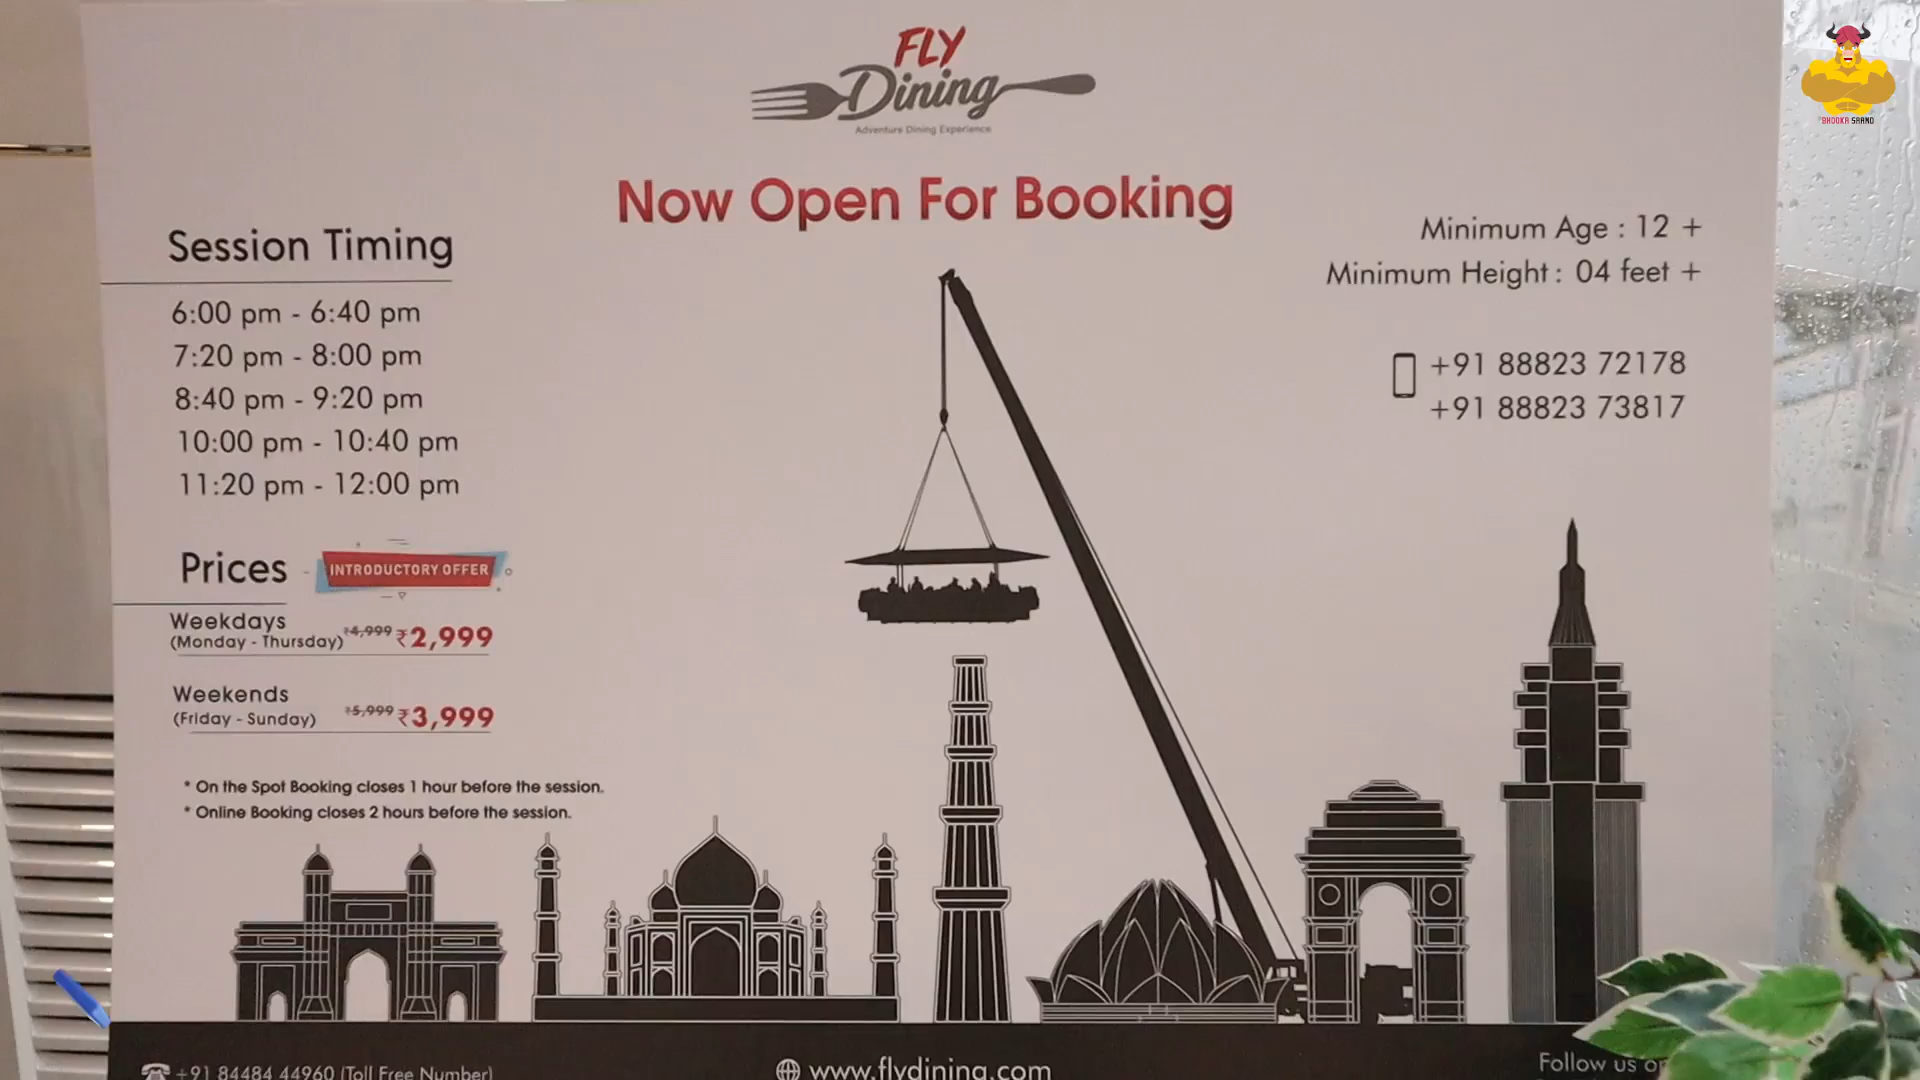 FLY
Dining
Adventure Dining Experience
Now Open For Booking
Session Timing
6:00 pm - 6:40 pm
7:20 pm - 8:00 pm
8:40 pm - 9:20 pm
10:00 pm - 10:40 pm
11:20 pm - 12:00 pm
Prices
INTRODUCTORY OFFER
Weekdays
(Monday - Thursday) ₹4,999 ₹2,999
Weekends
(Friday - Sunday) ₹5,999 ₹3,999
* On the Spot Booking closes 1 hour before the session.
* Online Booking closes 2 hours before the session.
Minimum Age : 12 +
Minimum Height : 04 feet +
+91 88823 72178
+91 88823 73817
+91 84484 44960 (Toll Free Number)
www.flydining.com
Follow us on
BHOOKA SAAND